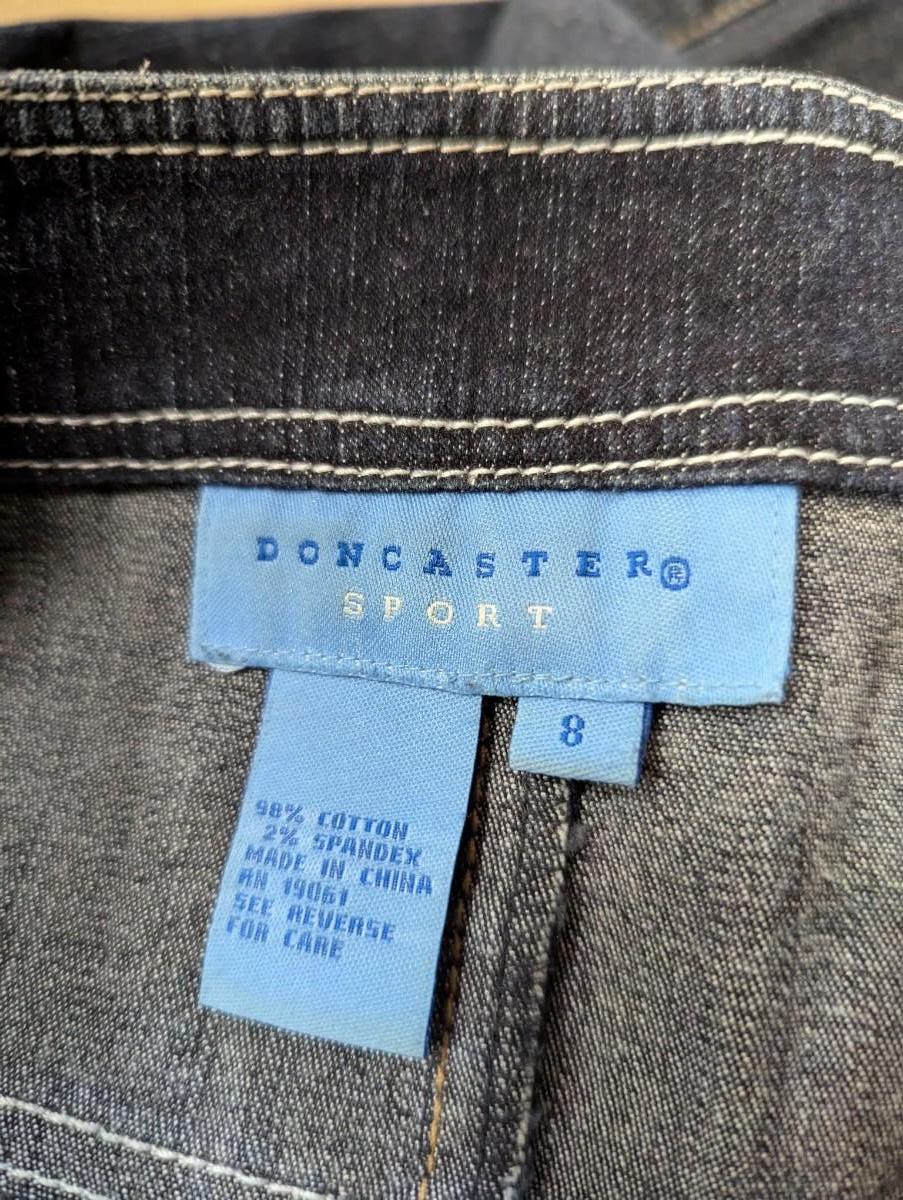 DONCASTER®
SPORT
8
98% COTTON
2% SPANDEX
MADE IN CHINA
RN 19061
SEE REVERSE
FOR CARE